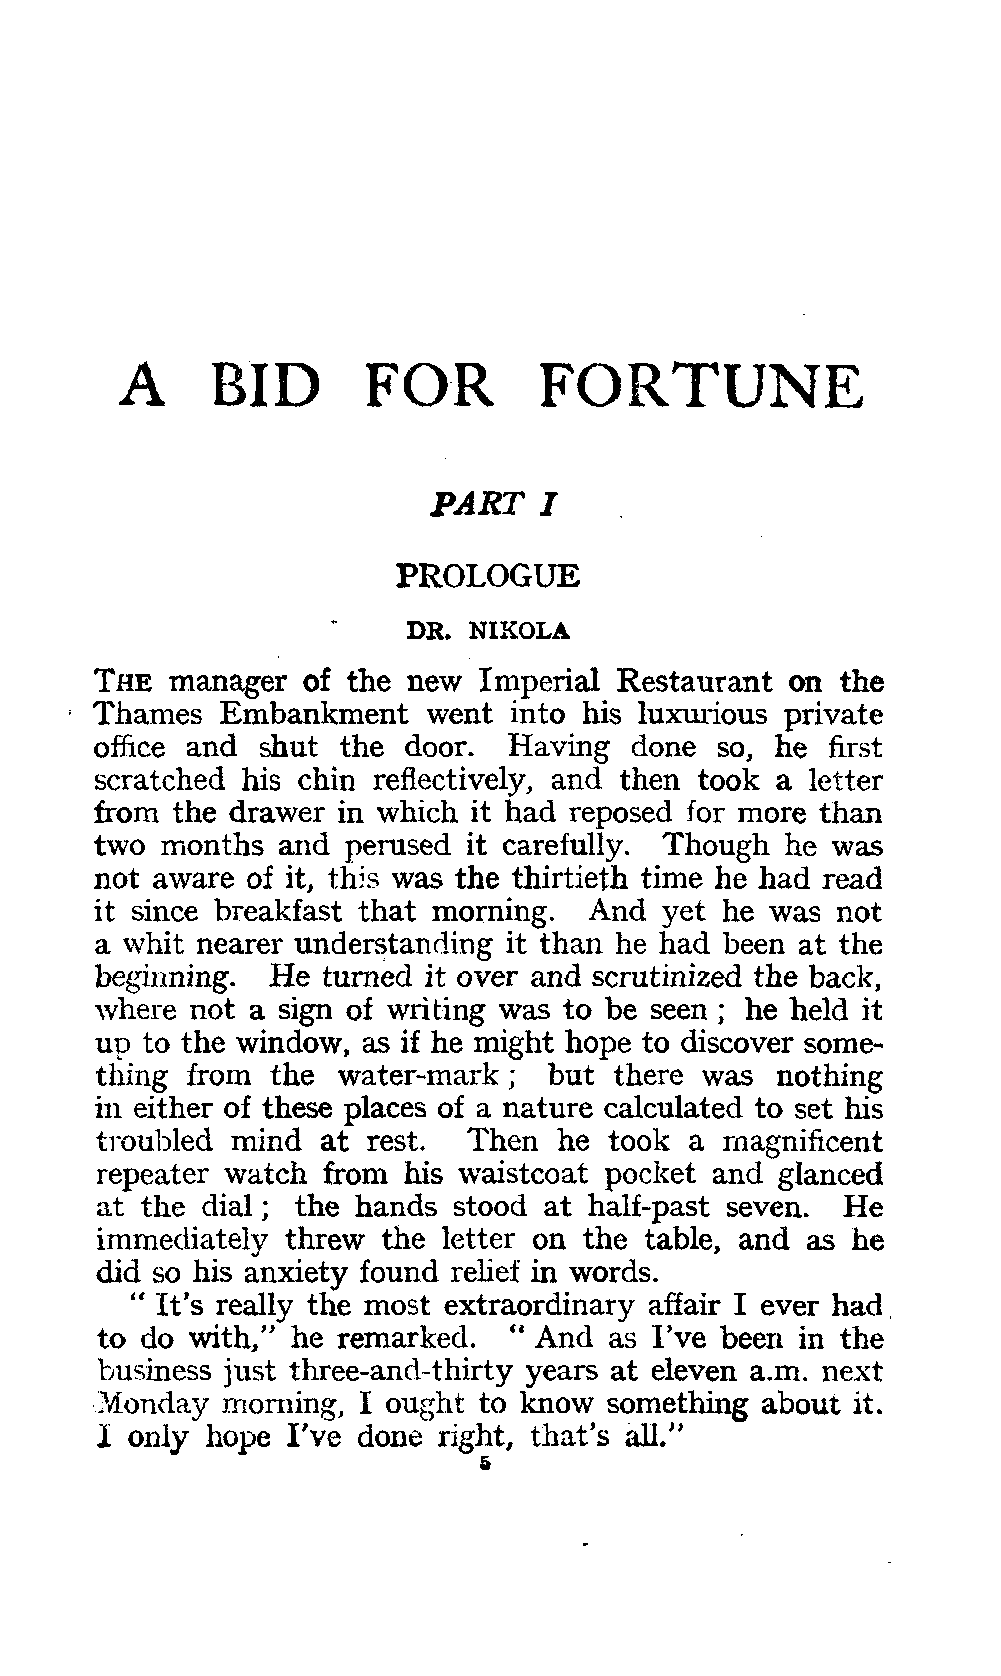 A BID FOR FORTUNE
PART I
PROLOGUE
DR. NIKOLA
THE manager of the new Imperial Restaurant on the
Thames Embankment went into his luxurious private
office and shut the door. Having done so, he first
scratched his chin reflectively, and then took a letter
from the drawer in which it had reposed for more than
two months and perused it carefully. Though he was
not aware of it, this was the thirtieth time he had read
it since breakfast that morning. And yet he was not
a whit nearer understanding it than he had been at the
beginning. He turned it over and scrutinized the back,
where not a sign of writing was to be seen ; he held it
up to the window, as if he might hope to discover some-
thing from the water-mark ; but there was nothing
in either of these places of a nature calculated to set his
troubled mind at rest. Then he took a magnificent
repeater watch from his waistcoat pocket and glanced
at the dial ; the hands stood at half-past seven. He
immediately threw the letter on the table, and as he
did so his anxiety found relief in words.
" It's really the most extraordinary affair I ever had
to do with," he remarked. " And as I've been in the
business just three-and-thirty years at eleven a.m. next
Monday morning, I ought to know something about it.
I only hope I've done right, that's all."
5